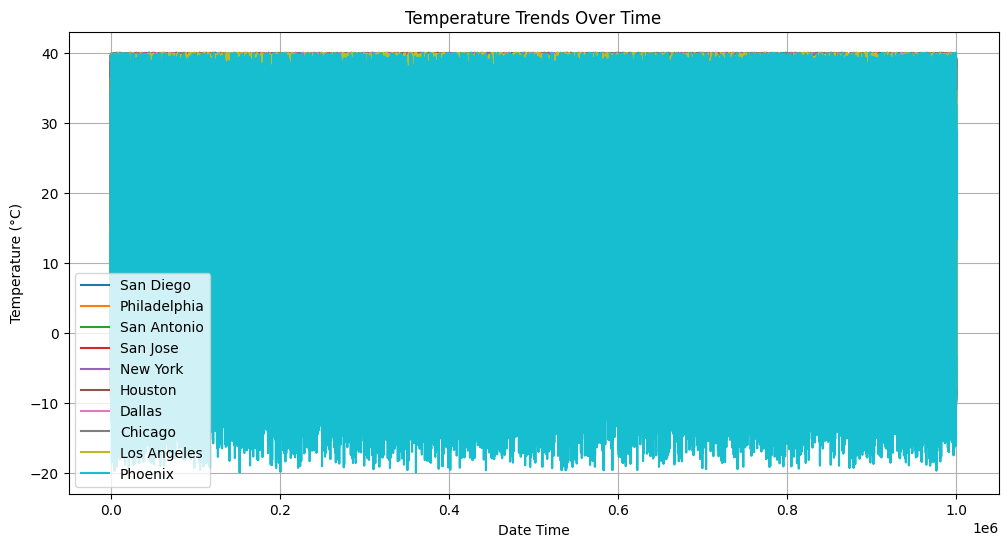 Temperature Trends Over Time
Temperature (°C)
40
30
20
10
0
−10
−20
San Diego
Philadelphia
San Antonio
San Jose
New York
Houston
Dallas
Chicago
Los Angeles
Phoenix
0.0
0.2
0.4
0.6
0.8
1.0
1e6
Date Time